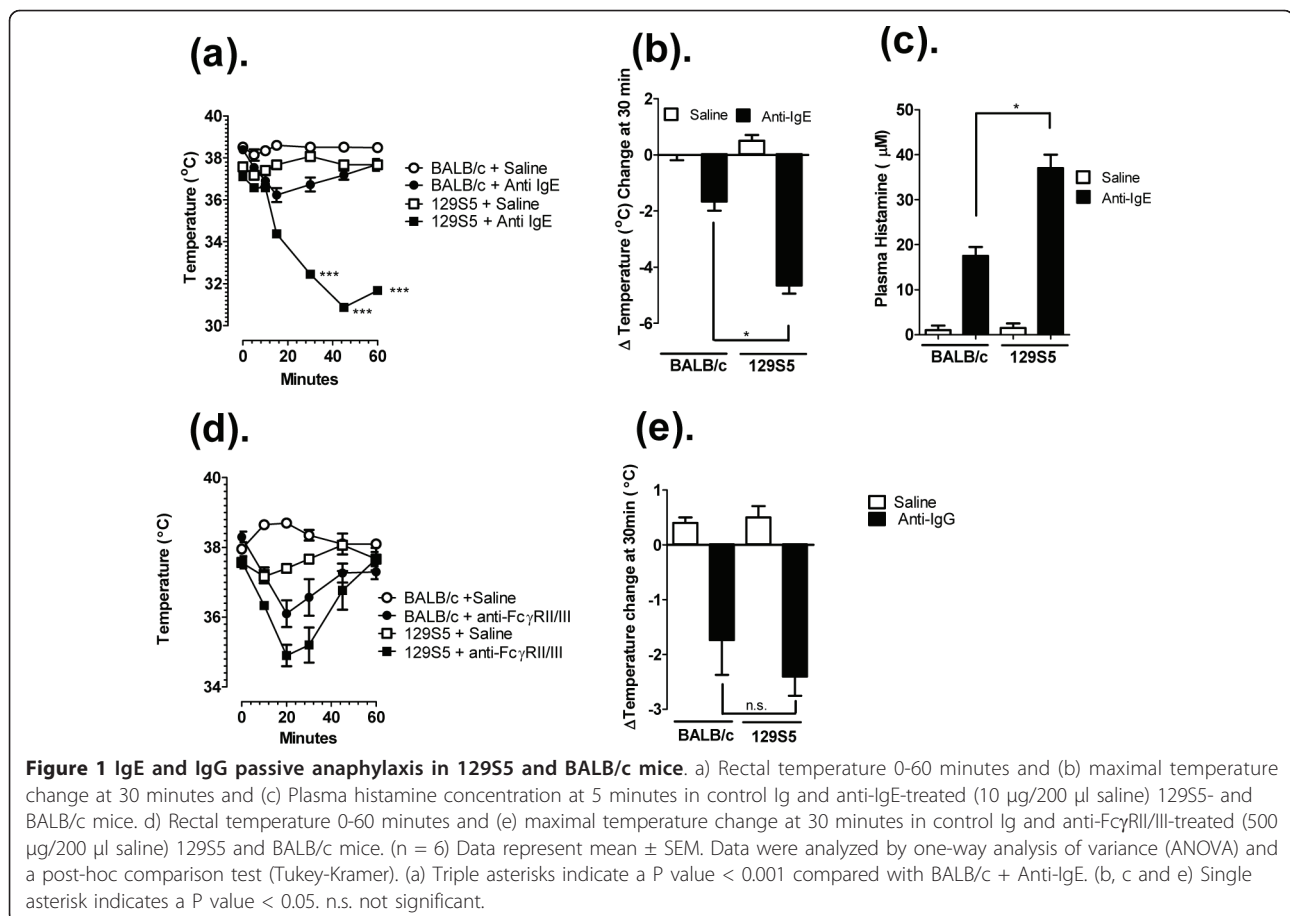 (a).
Temperature (°C)
40
38
36
34
32
30
0 20 40 60
Minutes
BALB/c + Saline
BALB/c + Anti IgE
129S5 + Saline
129S5 + Anti IgE
***
***
***
(b).
Δ Temperature (°C) Change at 30 min
2
0
-2
-4
-6
Saline
Anti-IgE
*
BALB/c 129S5
(c).
Plasma Histamine ( μM)
50
40
30
20
10
0
*
Saline
Anti-IgE
BALB/c 129S5
(d).
Temperature (°C)
40
38
36
34
0 20 40 60
Minutes
BALB/c +Saline
BALB/c + anti-FcγRII/III
129S5 + Saline
129S5 + anti-FcγRII/III
(e).
ΔTemperature change at 30min ( °C)
1
0
-1
-2
-3
n.s.
BALB/c 129S5
Saline
Anti-IgG
Figure 1 IgE and IgG passive anaphylaxis in 129S5 and BALB/c mice. a) Rectal temperature 0-60 minutes and (b) maximal temperature
change at 30 minutes and (c) Plasma histamine concentration at 5 minutes in control Ig and anti-IgE-treated (10 μg/200 μl saline) 129S5- and
BALB/c mice. d) Rectal temperature 0-60 minutes and (e) maximal temperature change at 30 minutes in control Ig and anti-FcγRII/III-treated (500
μg/200 μl saline) 129S5 and BALB/c mice. (n = 6) Data represent mean ± SEM. Data were analyzed by one-way analysis of variance (ANOVA) and
a post-hoc comparison test (Tukey-Kramer). (a) Triple asterisks indicate a P value < 0.001 compared with BALB/c + Anti-IgE. (b, c and e) Single
asterisk indicates a P value < 0.05. n.s. not significant.